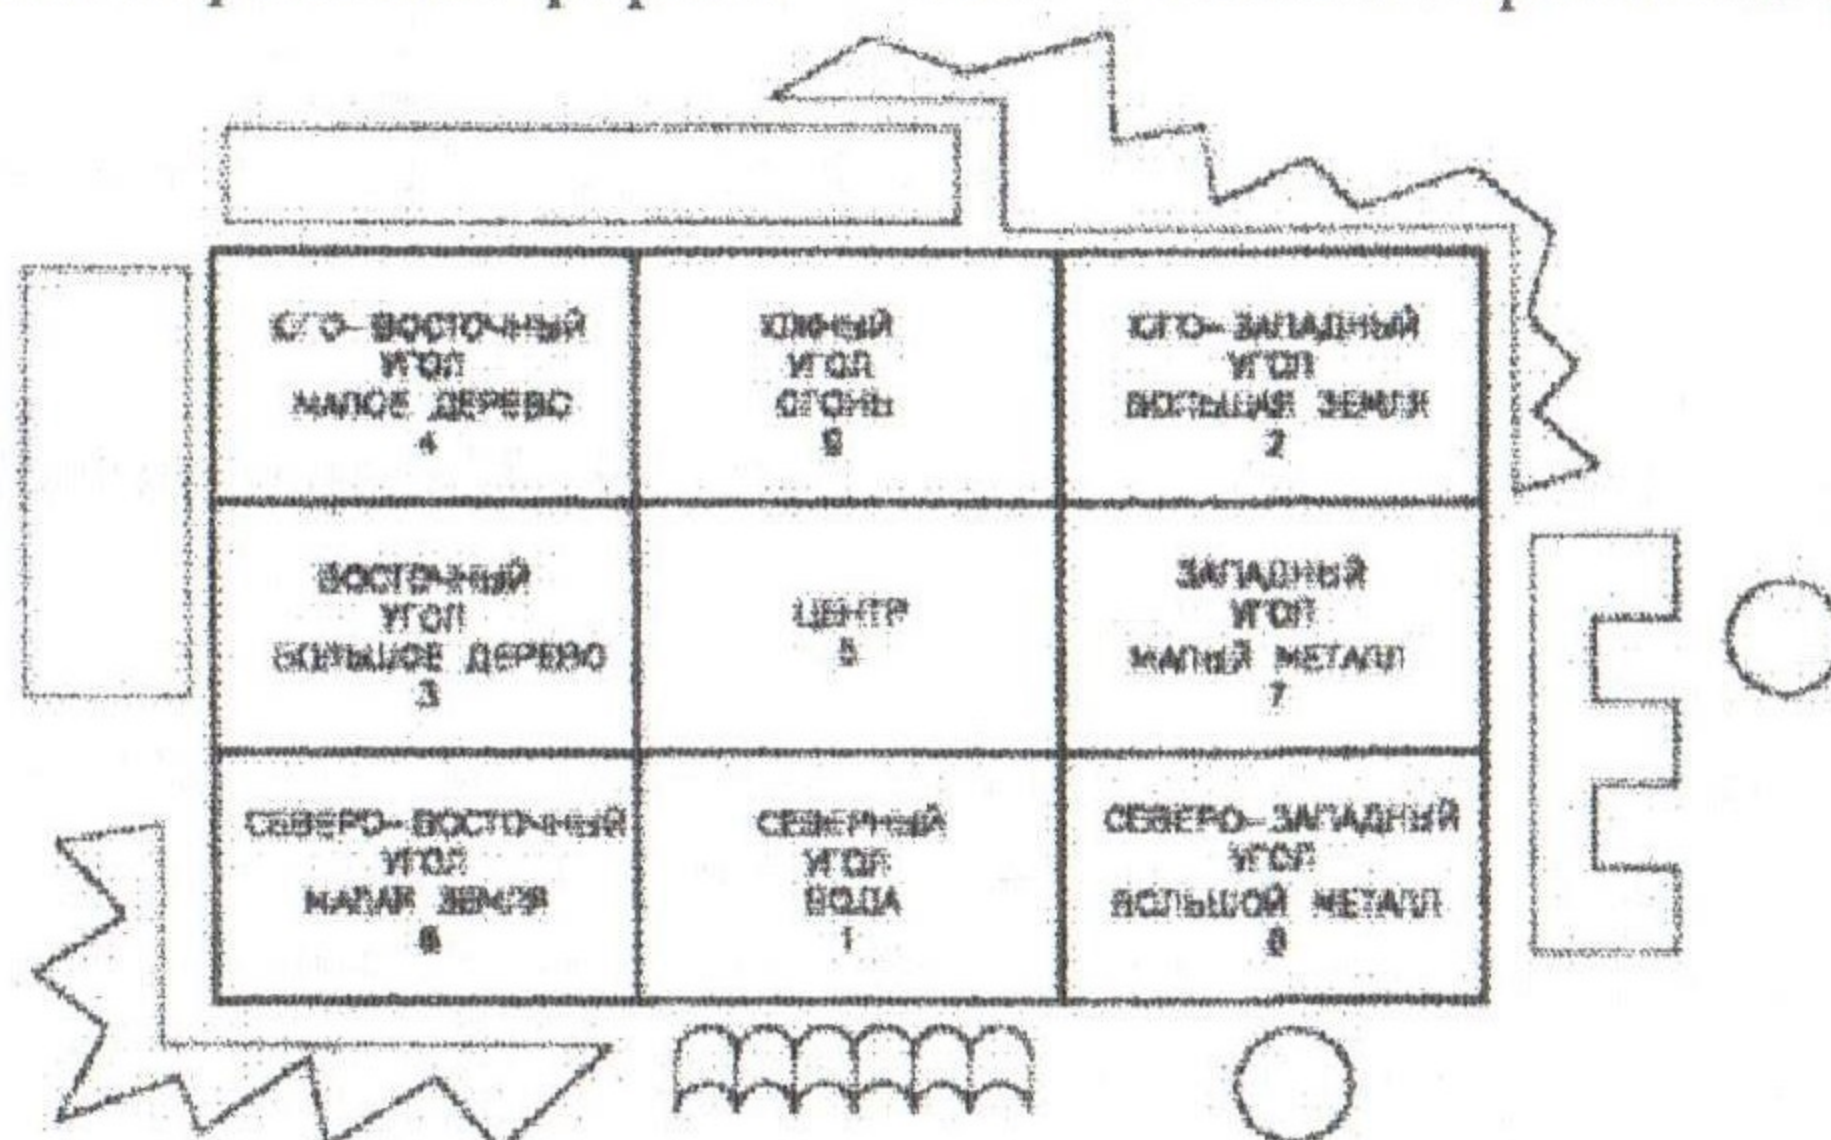 ЮГО-ВОСТОЧНЫЙ
УГОЛ
МАЛОЕ ДЕРЕВО
4
ЮЖНЫЙ
УГОЛ
ОГОНЬ
9
ЮГО-ЗАПАДНЫЙ
УГОЛ
БОЛЬШАЯ ЗЕМЛЯ
2
ВОСТОЧНЫЙ
УГОЛ
БОЛЬШОЕ ДЕРЕВО
3
ЦЕНТР
5
ЗАПАДНЫЙ
УГОЛ
МАЛЫЙ МЕТАЛЛ
7
СЕВЕРО-ВОСТОЧНЫЙ
УГОЛ
МАЛАЯ ЗЕМЛЯ
СЕВЕРНЫЙ
УГОЛ
ВОДА
1
СЕВЕРО-ЗАПАДНЫЙ
УГОЛ
БОЛЬШОЙ МЕТАЛЛ